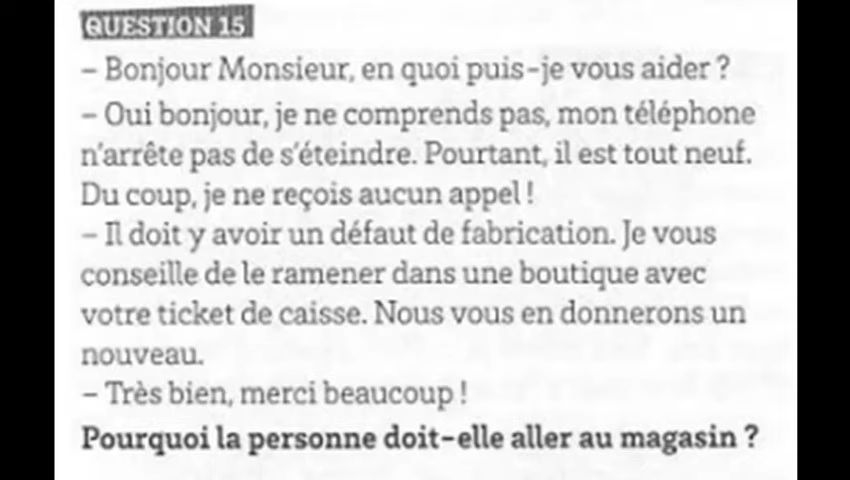 QUESTION 15
– Bonjour Monsieur, en quoi puis-je vous aider ?
– Oui bonjour, je ne comprends pas, mon téléphone
n'arrête pas de s'éteindre. Pourtant, il est tout neuf.
Du coup, je ne reçois aucun appel !
– Il doit y avoir un défaut de fabrication. Je vous
conseille de le ramener dans une boutique avec
votre ticket de caisse. Nous vous en donnerons un
nouveau.
– Très bien, merci beaucoup !
Pourquoi la personne doit-elle aller au magasin ?